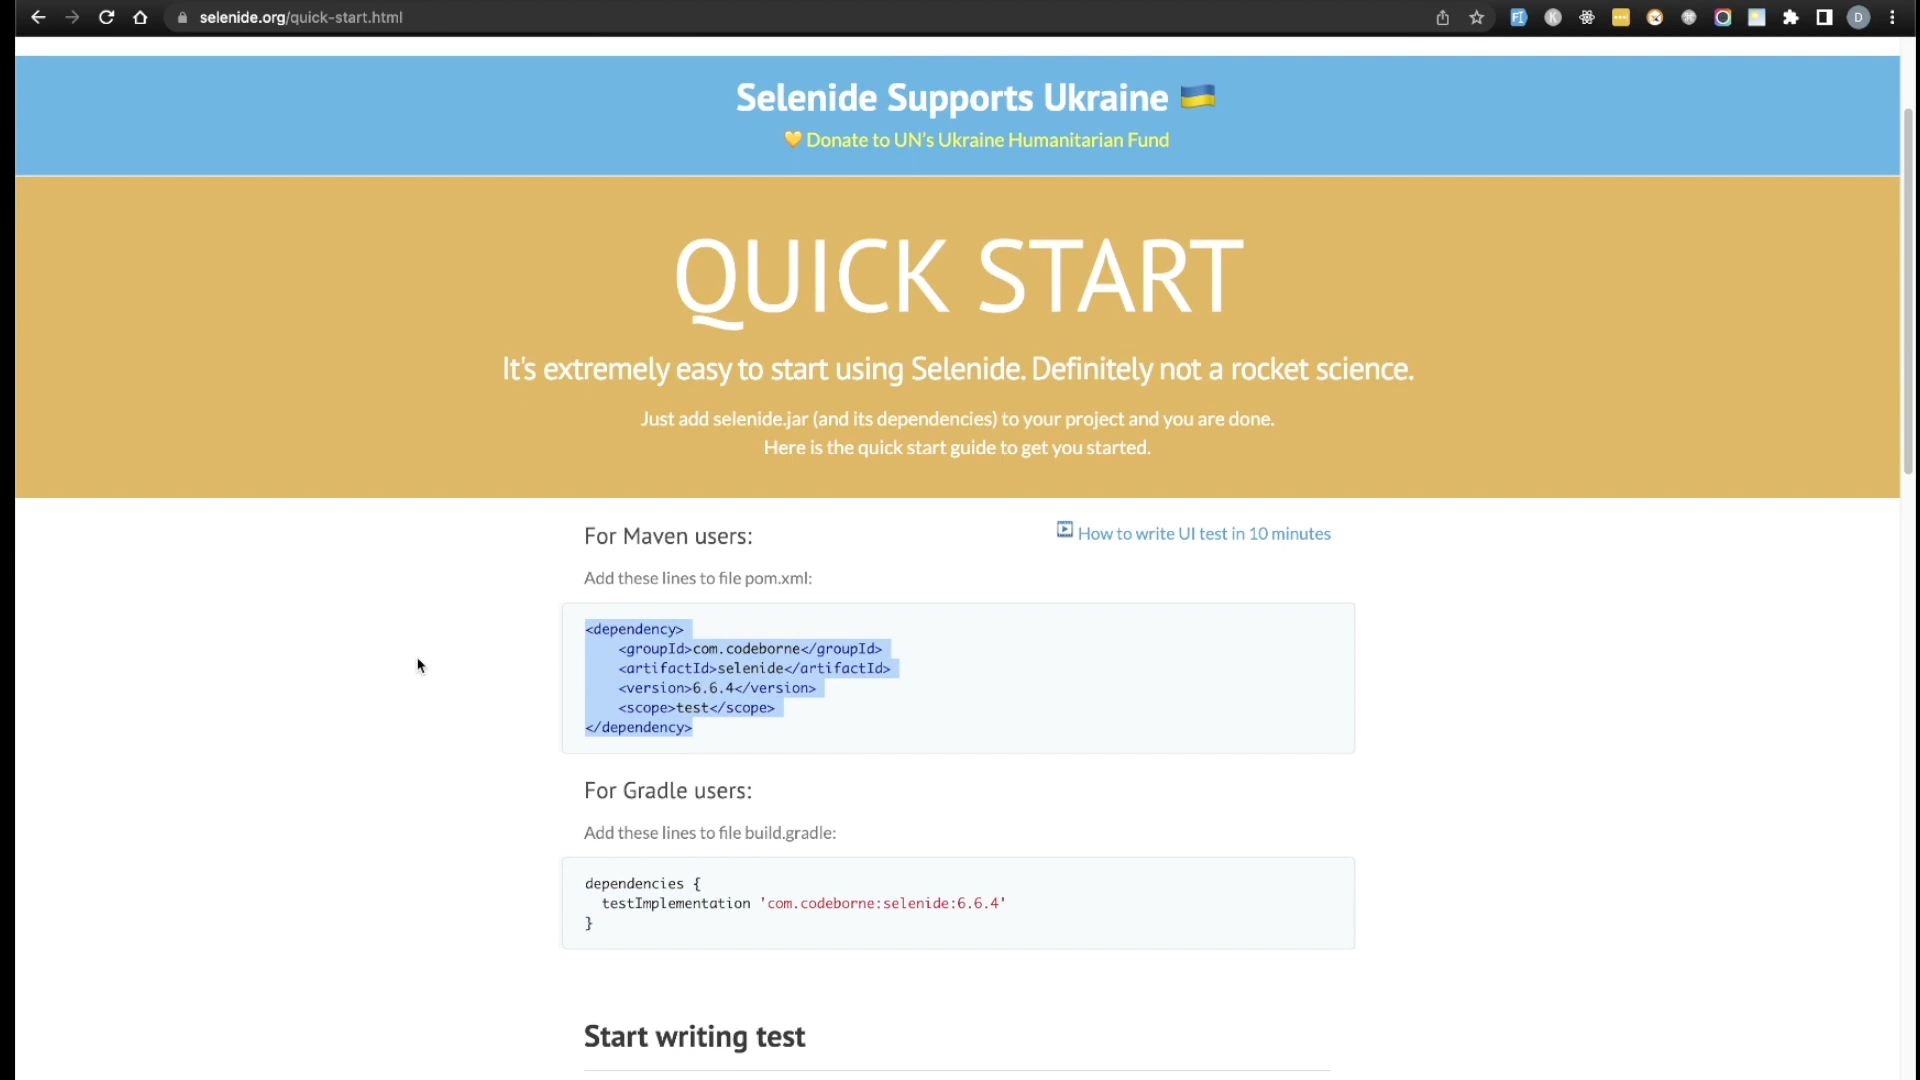 selenide.org/quick-start.html
D
Selenide Supports Ukraine 🇺🇦
💛 Donate to UN's Ukraine Humanitarian Fund
QUICK START
It's extremely easy to start using Selenide. Definitely not a rocket science.
Just add selenide.jar (and its dependencies) to your project and you are done.
Here is the quick start guide to get you started.
For Maven users:
How to write UI test in 10 minutes
Add these lines to file pom.xml:
<dependency>
    <groupId>com.codeborne</groupId>
    <artifactId>selenide</artifactId>
    <version>6.6.4</version>
    <scope>test</scope>
</dependency>
For Gradle users:
Add these lines to file build.gradle:
dependencies {
  testImplementation 'com.codeborne:selenide:6.6.4'
}
Start writing test